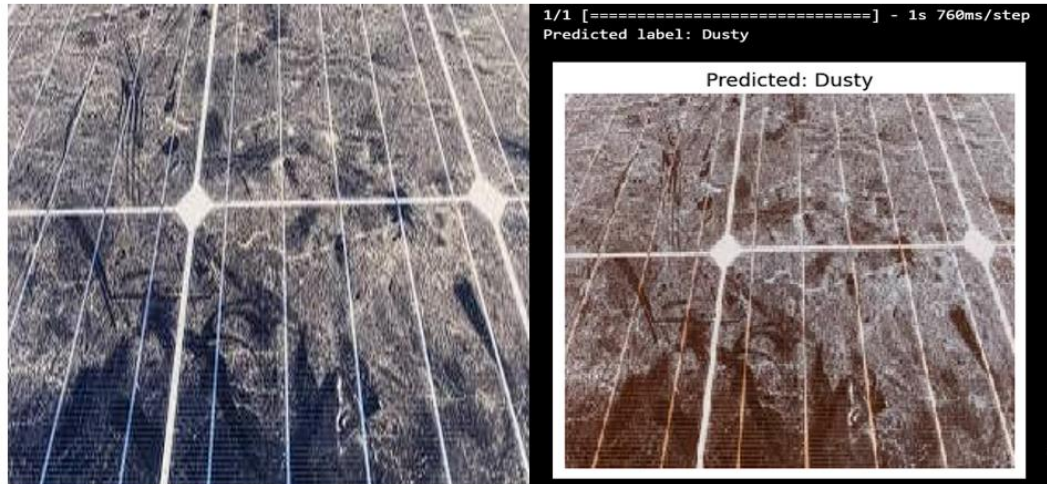 1/1 [==============================] - 1s 760ms/step
Predicted label: Dusty
Predicted: Dusty